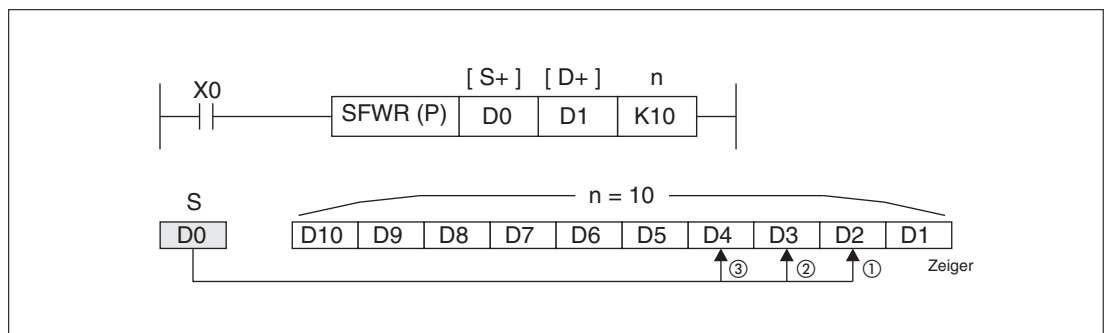 [ S+ ] [ D+ ] n
X0
SFWR (P) D0 D1 K10
S
n = 10
D0 D10 D9 D8 D7 D6 D5 D4 D3 D2 D1
③ ② ① Zeiger